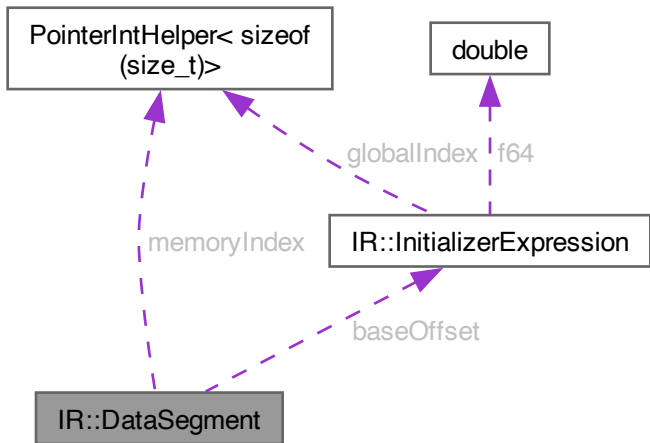 PointerIntHelper< sizeof
(size_t)>
double
globalIndex
f64
memoryIndex
IR::InitializerExpression
baseOffset
IR::DataSegment